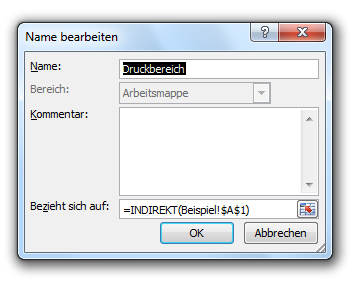 Name bearbeiten
Name:
Druckbereich
Bereich:
Arbeitsmappe
Kommentar:
Bezieht sich auf:
=INDIREKT(Beispiel!$A$1)
OK
Abbrechen